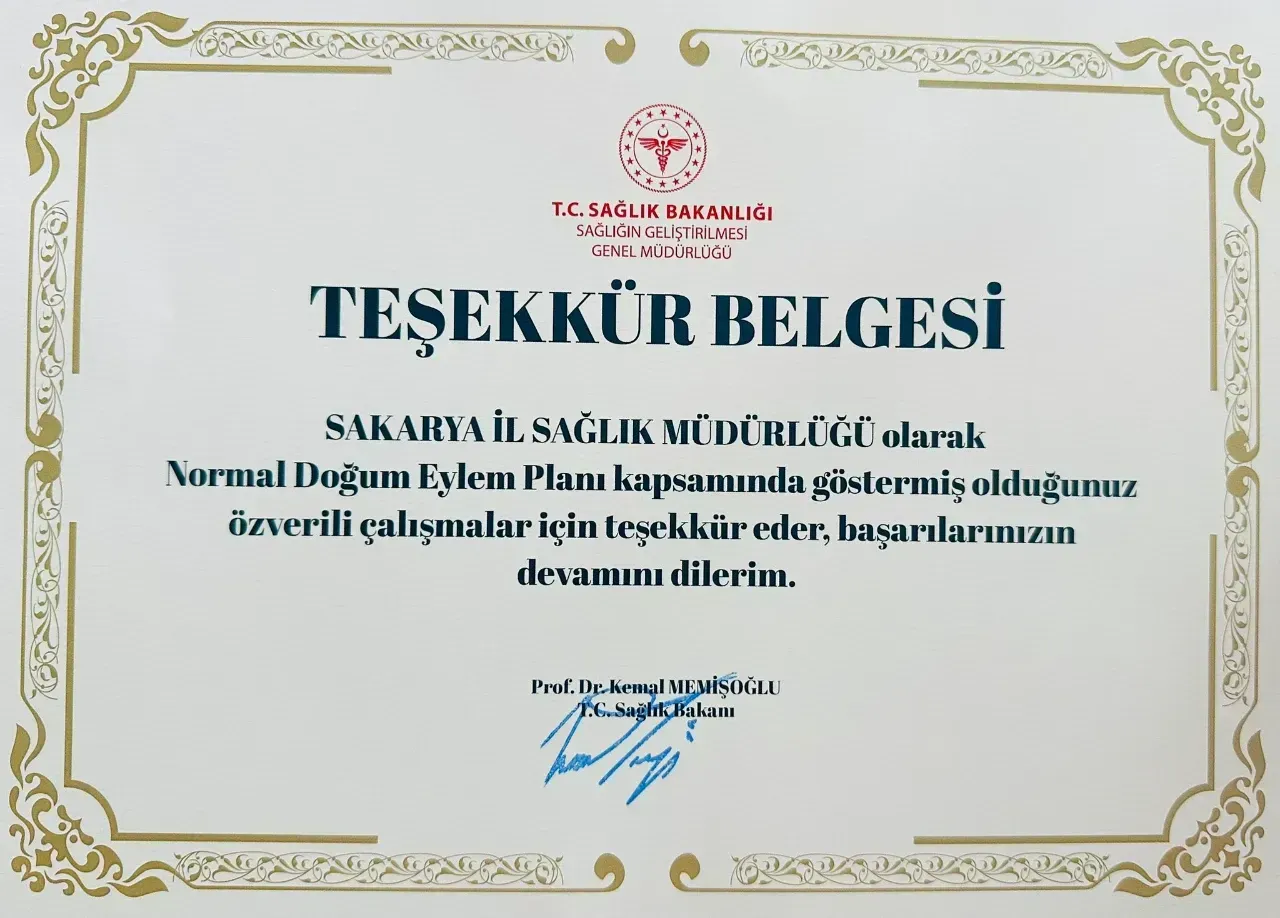 T.C. SAĞLIK BAKANLIĞI
SAĞLIĞIN GELİŞTİRİLMESİ
GENEL MÜDÜRLÜĞÜ
TEŞEKKÜR BELGESİ
SAKARYA İL SAĞLIK MÜDÜRLÜĞÜ olarak
Normal Doğum Eylem Planı kapsamında göstermiş olduğunuz
özverili çalışmalar için teşekkür eder, başarılarınızın
devamını dilerim.
Prof. Dr. Kemal MEMİŞOĞLU
T.C. Sağlık Bakanı